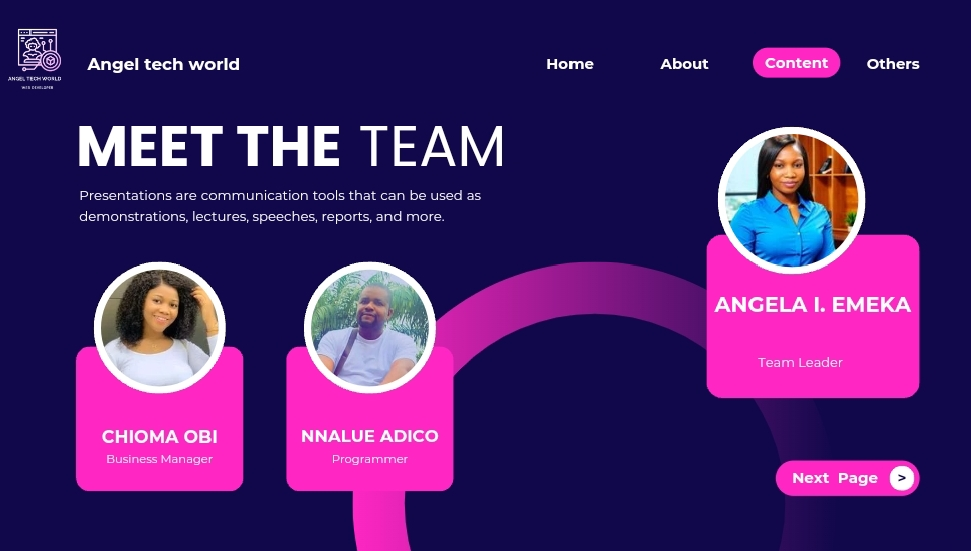 ANGEL TECH WORLD
WEB DEVELOPER
Angel tech world
Home
About
Content
Others
MEET THE TEAM
Presentations are communication tools that can be used as
demonstrations, lectures, speeches, reports, and more.
ANGELA I. EMEKA
Team Leader
CHIOMA OBI
Business Manager
NNALUE ADICO
Programmer
Next Page >